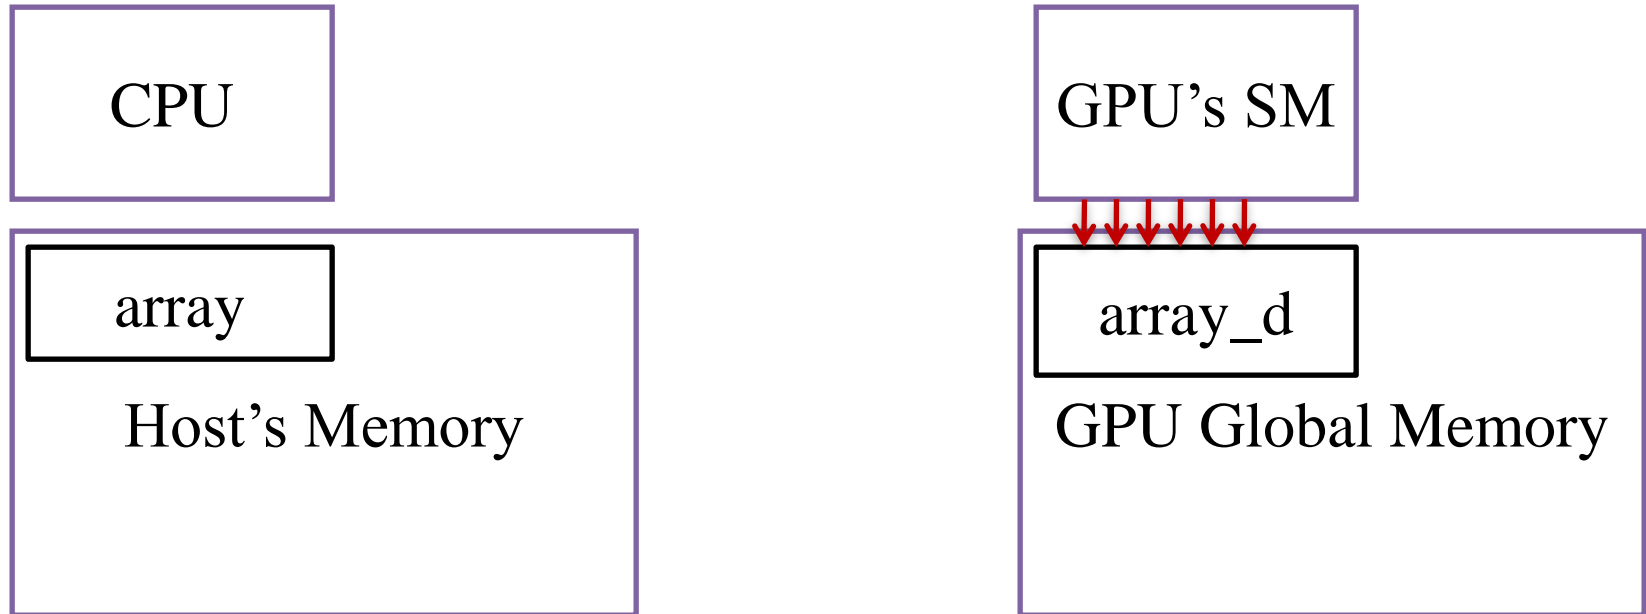 CPU
GPU’s SM
array
array_d
Host’s Memory
GPU Global Memory